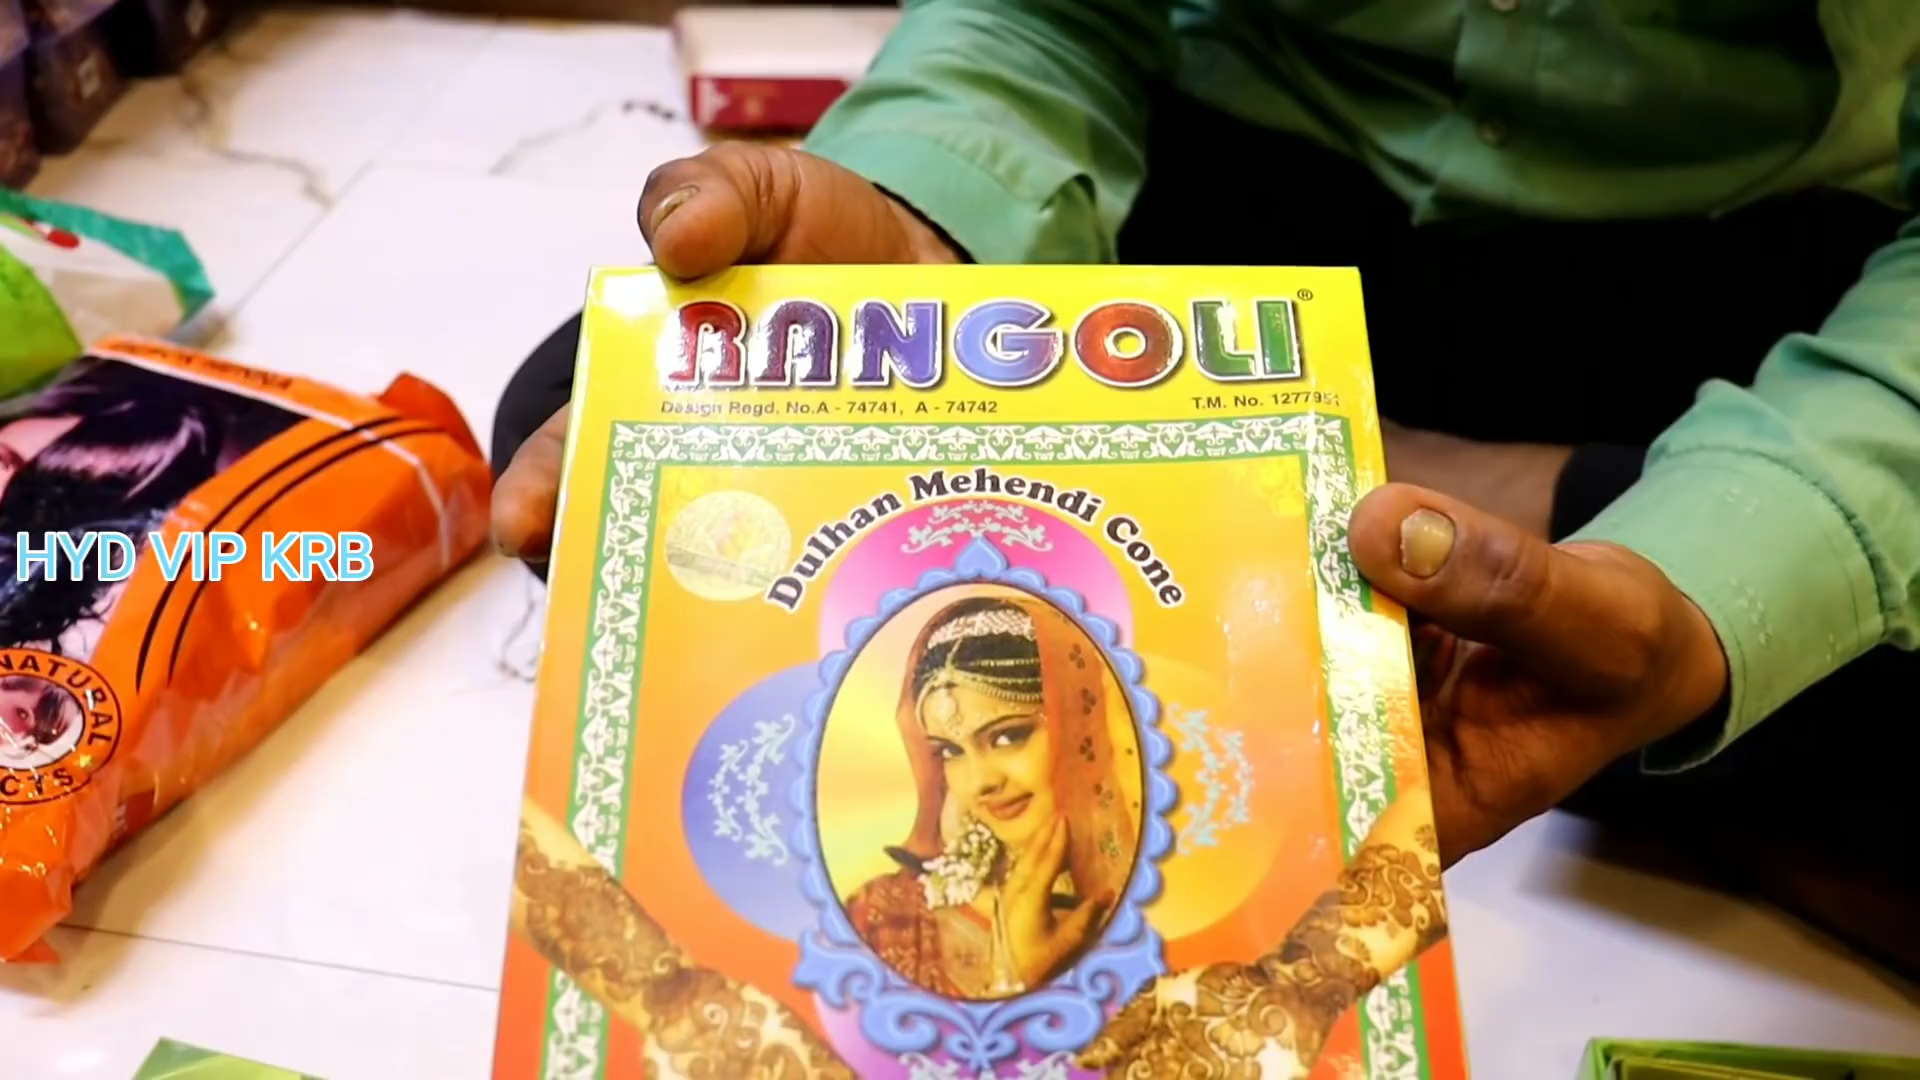 RANGOLI®
Design Regd. No.A - 74741, A - 74742
T.M. No. 1277951
Dulhan Mehendi Cone
HYD VIP KRB
NATURAL